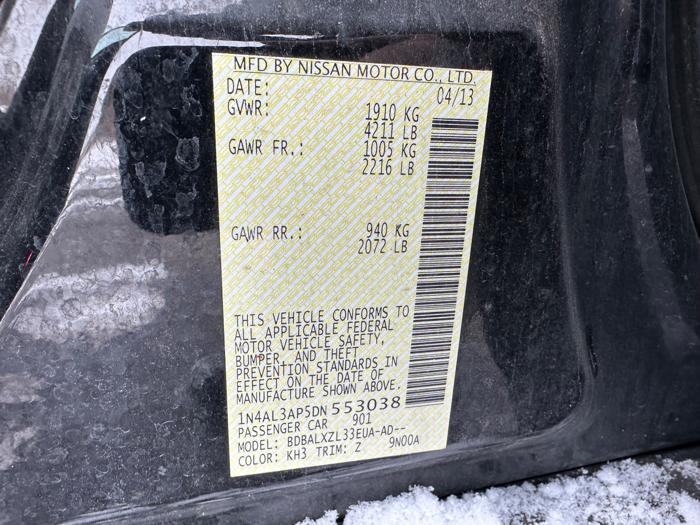 MFD BY NISSAN MOTOR CO., LTD.
DATE: 04/13
GVWR: 1910 KG
4211 LB
GAWR FR.: 1005 KG
2216 LB
GAWR RR.: 940 KG
2072 LB
THIS VEHICLE CONFORMS TO
ALL APPLICABLE FEDERAL
MOTOR VEHICLE SAFETY,
BUMPER, AND THEFT
PREVENTION STANDARDS IN
EFFECT ON THE DATE OF
MANUFACTURE SHOWN ABOVE.
1N4AL3AP5DN553038
PASSENGER CAR 901
MODEL: BDBALXZL33EUA-AD--
COLOR: KH3 TRIM: Z 9N00A